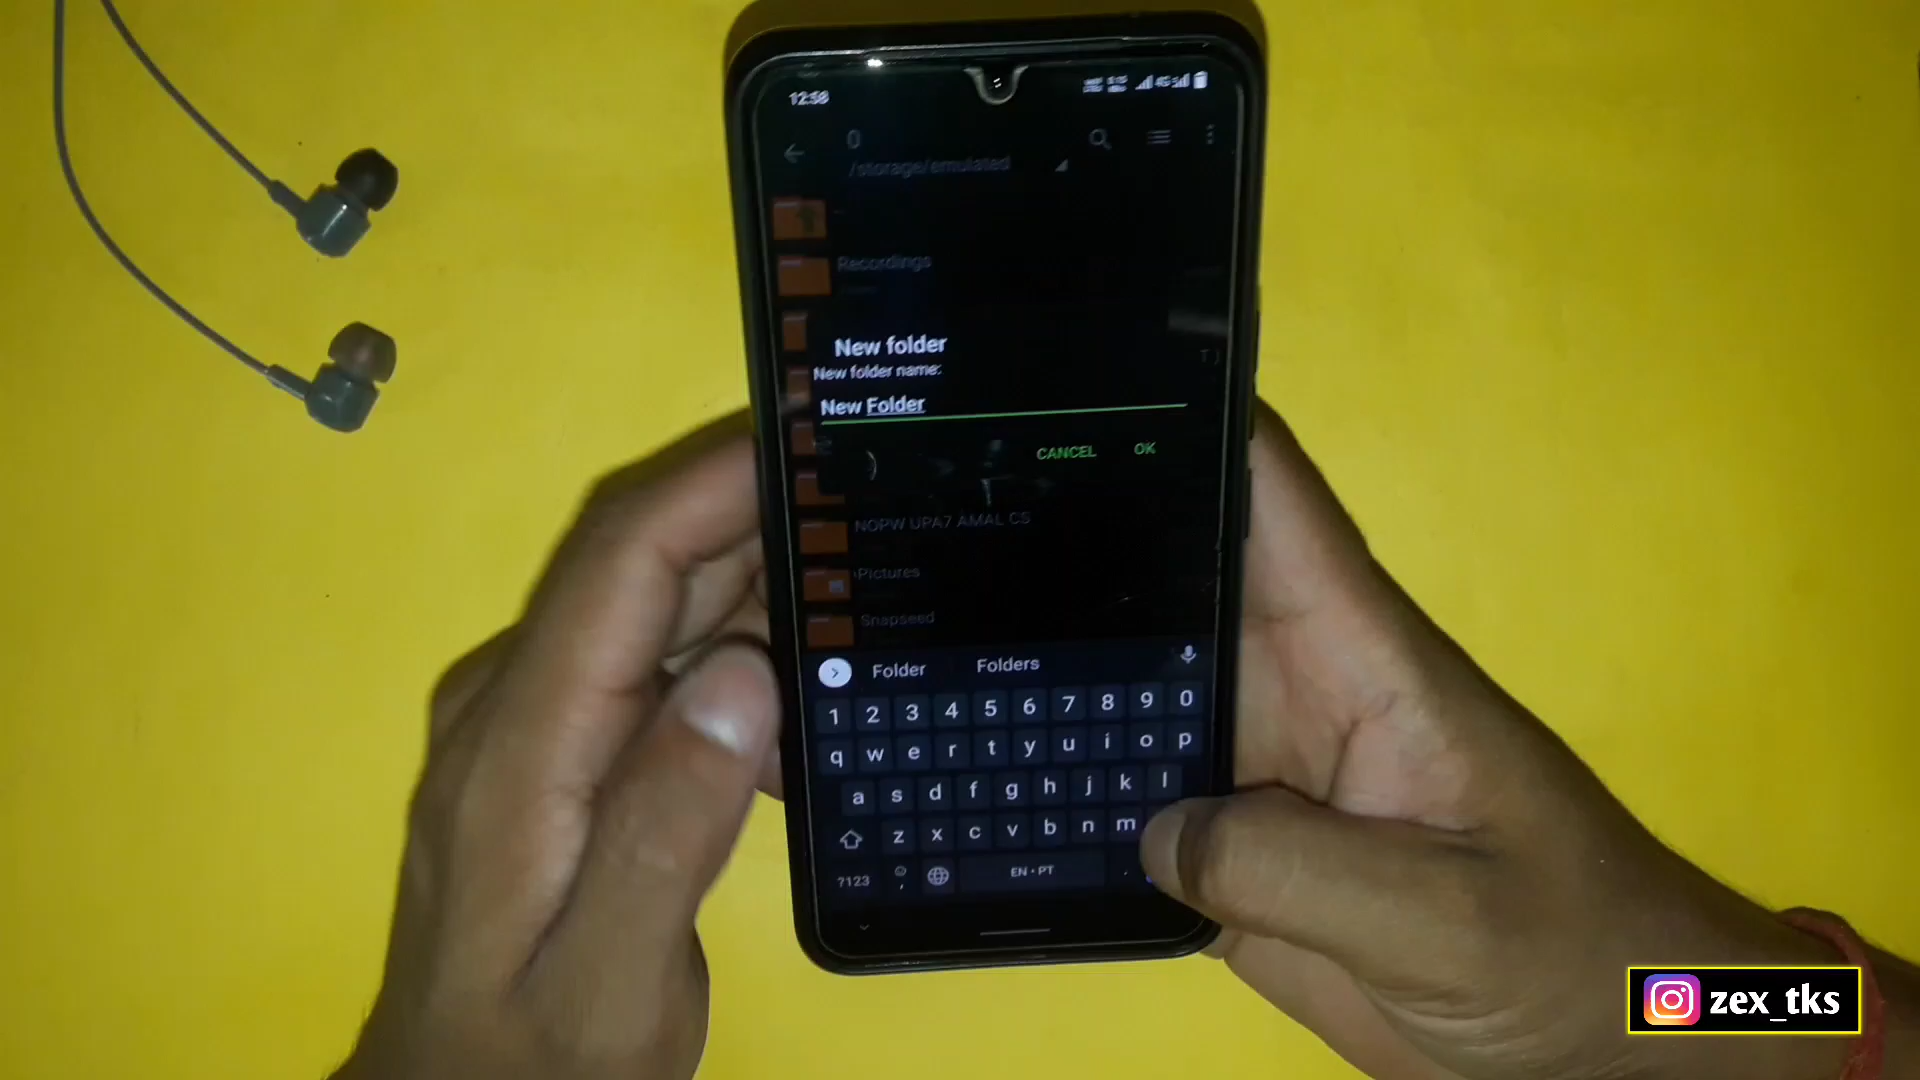 12:58
0
/storage/emulated
Recordings
New folder
New folder name:
New Folder
CANCEL OK
NOPW UPA7 AMAL CS
Pictures
Snapseed
Folder Folders
1 2 3 4 5 6 7 8 9 0
q w e r t y u i o p
a s d f g h j k l
z x c v b n m
?123 , EN • PT .
zex_tks